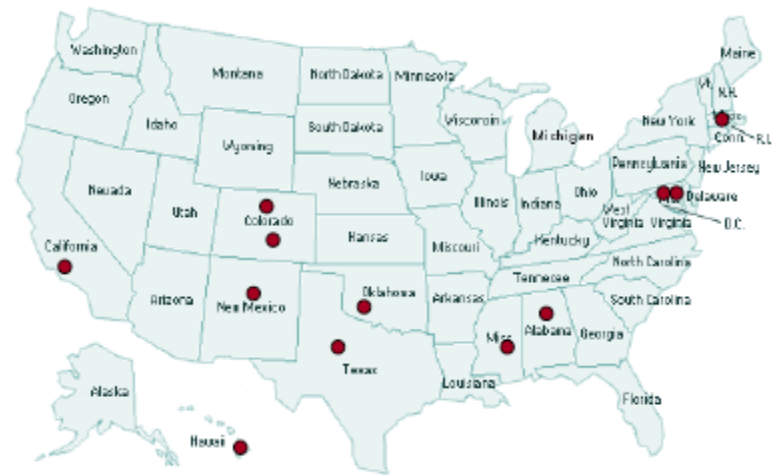 Washington
Montana
North Dakota
Minnesota
Maine
Oregon
Idaho
South Dakota
Wisconsin
Michigan
New York
N.H.
Conn.
R.I.
Wyoming
Nebraska
Iowa
Pennsylvania
New Jersey
Nevada
Utah
Colorado
Illinois
Indiana
Ohio
Delaware
West
Virginia
Virginia
D.C.
California
Kansas
Missouri
Kentucky
North Carolina
Tennessee
Arizona
New Mexico
Oklahoma
Arkansas
South Carolina
Miss
Alabama
Georgia
Texas
Louisiana
Florida
Alaska
Hawaii